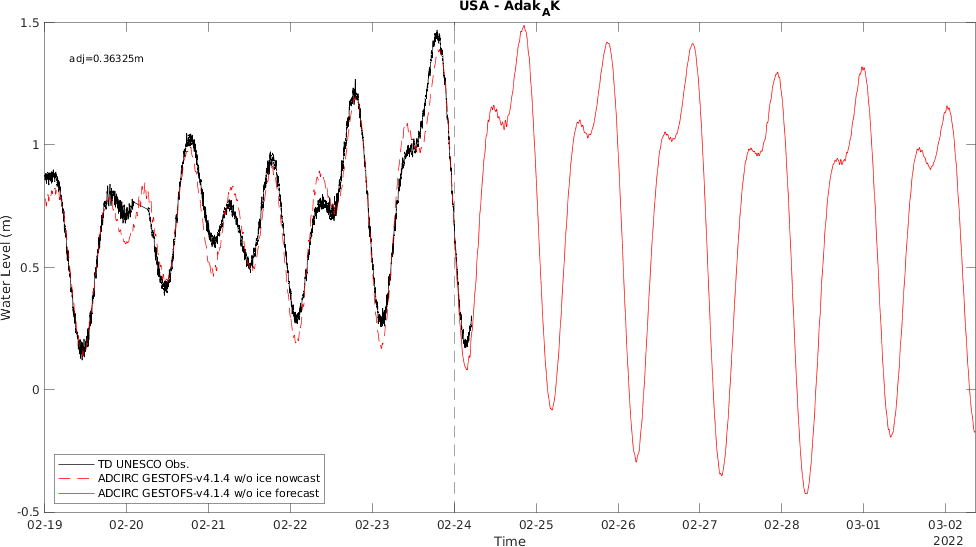 USA - Adak_AK
1.5
adj=0.36325m
1
0.5
0
-0.5
Water Level (m)
TD UNESCO Obs.
ADCIRC GESTOFS-v4.1.4 w/o ice nowcast
ADCIRC GESTOFS-v4.1.4 w/o ice forecast
02-19 02-20 02-21 02-22 02-23 02-24 02-25 02-26 02-27 02-28 03-01 03-02
Time
2022